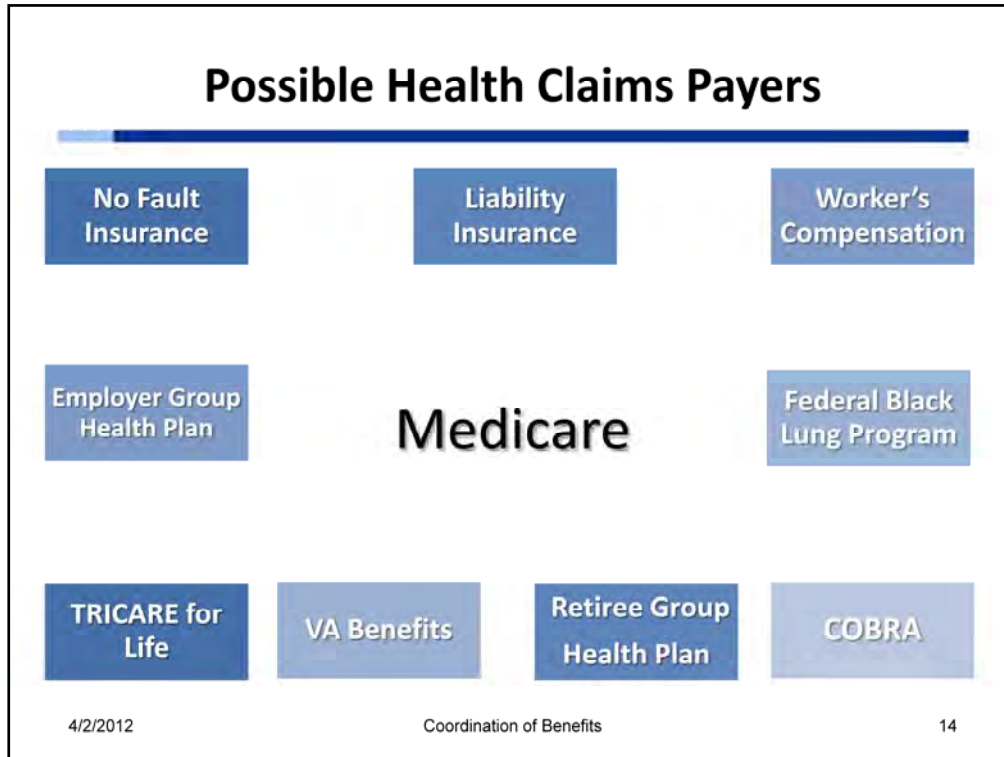 Possible Health Claims Payers
No Fault
Insurance
Liability
Insurance
Worker's
Compensation
Employer Group
Health Plan
Medicare
Federal Black
Lung Program
TRICARE for
Life
VA Benefits
Retiree Group
Health Plan
COBRA
4/2/2012
Coordination of Benefits
14